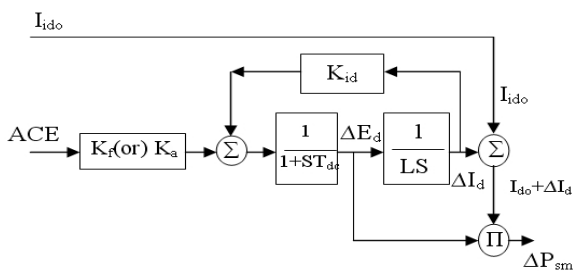 I_ido
K_id
I_ido
ACE
K_f(or) K_a
Σ
1
1+ST_dc
ΔE_d
1
LS
ΔI_d
Σ
I_do+ΔI_d
Π
ΔP_sm